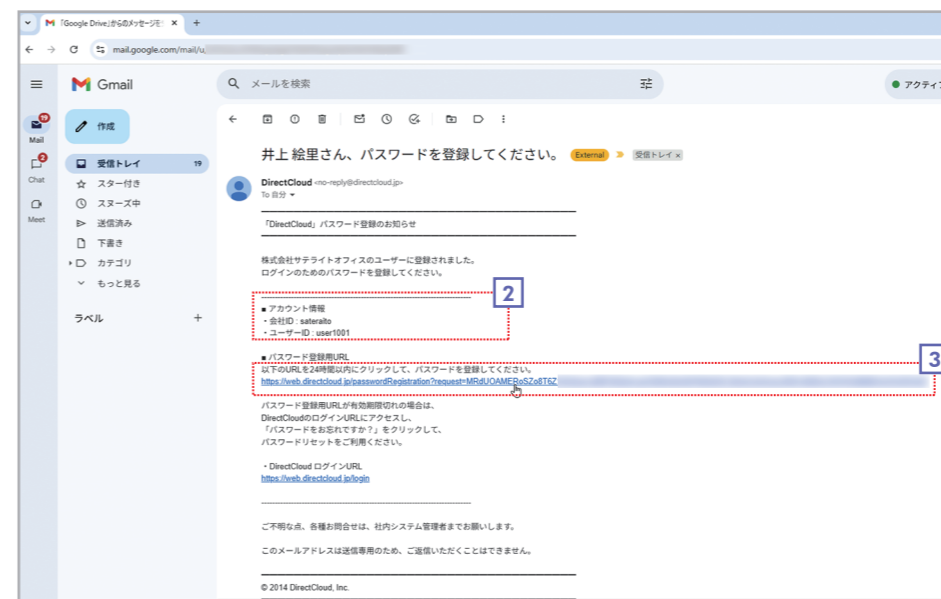 「Google Drive」からのメッセージを
mail.google.com/mail/u,
Gmail
メールを検索
アクティブ
19
Mail
作成
受信トレイ 19
Chat
スター付き
スヌーズ中
Meet
送信済み
下書き
カテゴリ
もっと見る
ラベル
井上 絵里さん、パスワードを登録してください。 External 受信トレイ ×
DirectCloud <no-reply@directcloud.jp>
To 自分
「DirectCloud」パスワード登録のお知らせ
株式会社サテライトオフィスのユーザーに登録されました。
ログインのためのパスワードを登録してください。
2
■ アカウント情報
・会社ID : sateraito
・ユーザーID : user1001
■ パスワード登録用URL
3
以下のURLを24時間以内にクリックして、パスワードを登録してください。
https://web.directcloud.jp/passwordRegistration?request=MRdUOAMERoSZo8T6Z
パスワード登録用URLが有効期限切れの場合は、
DirectCloudのログインURLにアクセスし、
「パスワードをお忘れですか？」をクリックして、
パスワードリセットをご利用ください。
・DirectCloud ログインURL
https://web.directcloud.jp/login
ご不明な点、各種お問合せは、社内システム管理者までお願いします。
このメールアドレスは送信専用のため、ご返信いただくことはできません。
© 2014 DirectCloud, Inc.